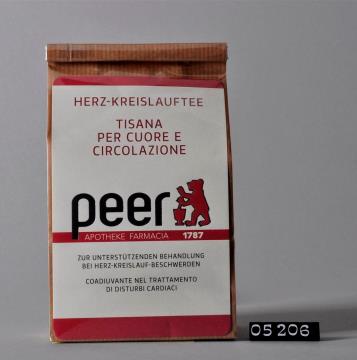 HERZ-KREISLAUFTEE
TISANA
PER CUORE E
CIRCOLAZIONE
peer
APOTHEKE FARMACIA 1787
ZUR UNTERSTÜTZENDEN BEHANDLUNG
BEI HERZ-KREISLAUF-BESCHWERDEN
COADIUVANTE NEL TRATTAMENTO
DI DISTURBI CARDIACI
05 206